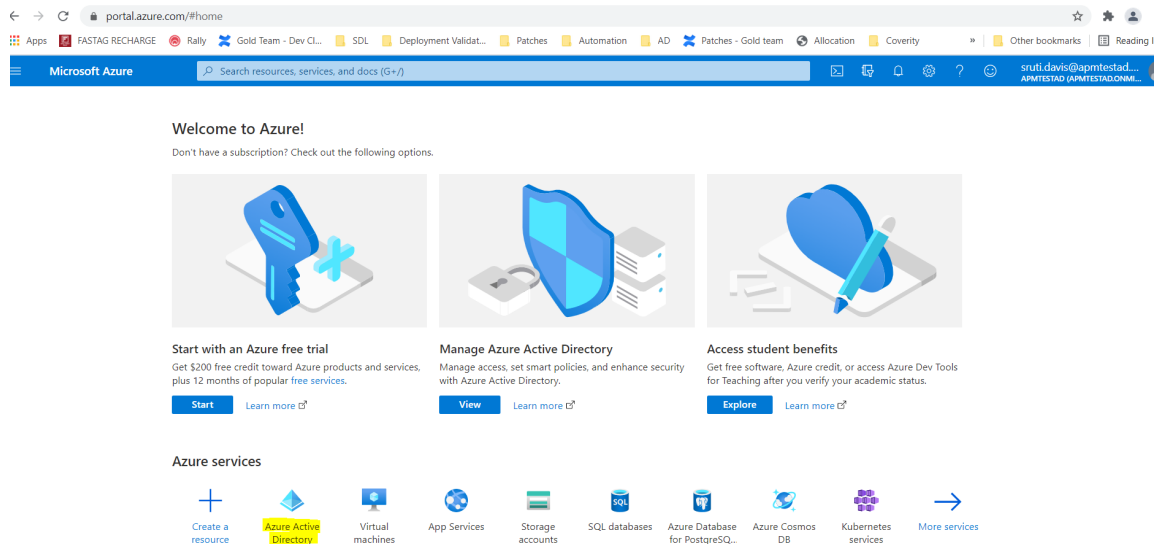 portal.azure.com/#home
Apps FASTAG RECHARGE Rally Gold Team - Dev Cl... SDL Deployment Validat... Patches Automation AD Patches - Gold team Allocation Coverity » Other bookmarks Reading l
Microsoft Azure Search resources, services, and docs (G+/) sruti.davis@apmtestad....
APMTESTAD (APMTESTAD.ONMI...
Welcome to Azure!
Don't have a subscription? Check out the following options.
Start with an Azure free trial
Get $200 free credit toward Azure products and services,
plus 12 months of popular free services.
Start Learn more
Manage Azure Active Directory
Manage access, set smart policies, and enhance security
with Azure Active Directory.
View Learn more
Access student benefits
Get free software, Azure credit, or access Azure Dev Tools
for Teaching after you verify your academic status.
Explore Learn more
Azure services
Create a
resource
Azure Active
Directory
Virtual
machines
App Services
Storage
accounts
SQL
SQL databases
Azure Database
for PostgreSQ...
Azure Cosmos
DB
Kubernetes
services
More services